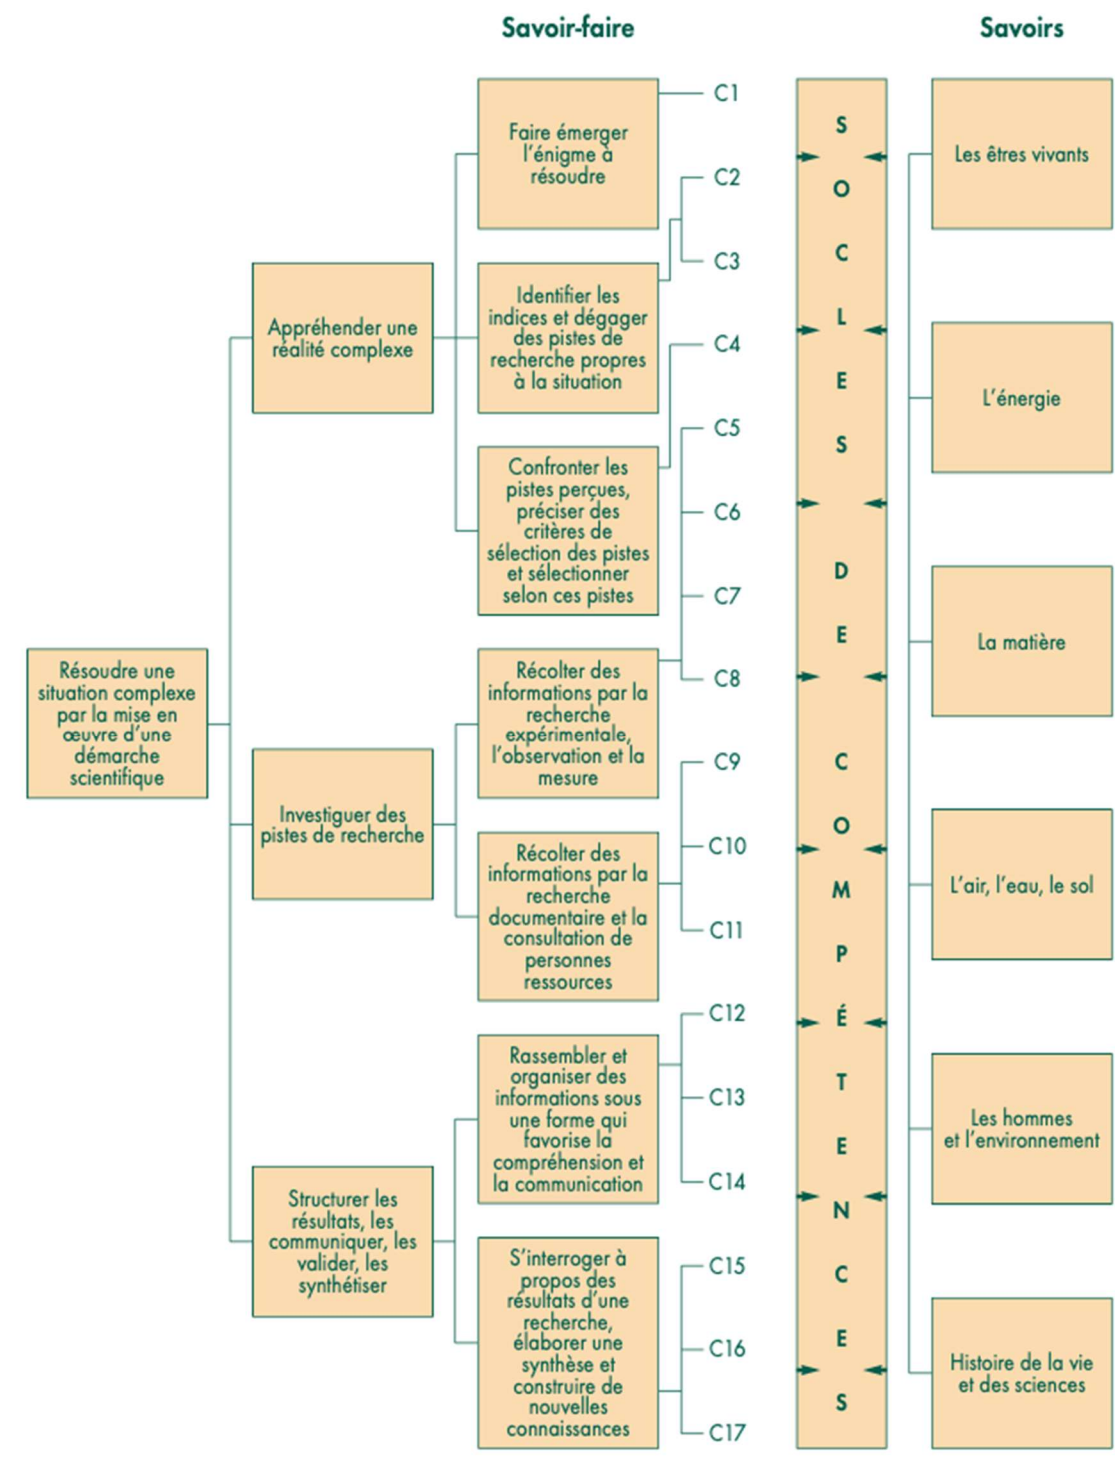 Savoir-faire
Savoirs
Résoudre une
situation complexe
par la mise en
œuvre d'une
démarche
scientifique
Appréhender une
réalité complexe
Faire émerger
l'énigme à
résoudre
C1
Identifier les
indices et dégager
des pistes de
recherche propres
à la situation
C2
C3
Confronter les
pistes perçues,
préciser des
critères de
sélection des pistes
et sélectionner
selon ces pistes
C4
Investiguer des
pistes de recherche
Récolter des
informations par la
recherche
expérimentale,
l'observation et la
mesure
C5
C6
C7
C8
Récolter des
informations par la
recherche
documentaire et la
consultation de
personnes
ressources
C9
C10
C11
Structurer les
résultats, les
communiquer, les
valider, les
synthétiser
Rassembler et
organiser des
informations sous
une forme qui
favorise la
compréhension et
la communication
C12
C13
C14
S'interroger à
propos des
résultats d'une
recherche,
élaborer une
synthèse et
construire de
nouvelles
connaissances
C15
C16
C17
SOCLES DE COMPÉTENCES
Les êtres vivants
L'énergie
La matière
L'air, l'eau, le sol
Les hommes
et l'environnement
Histoire de la vie
et des sciences